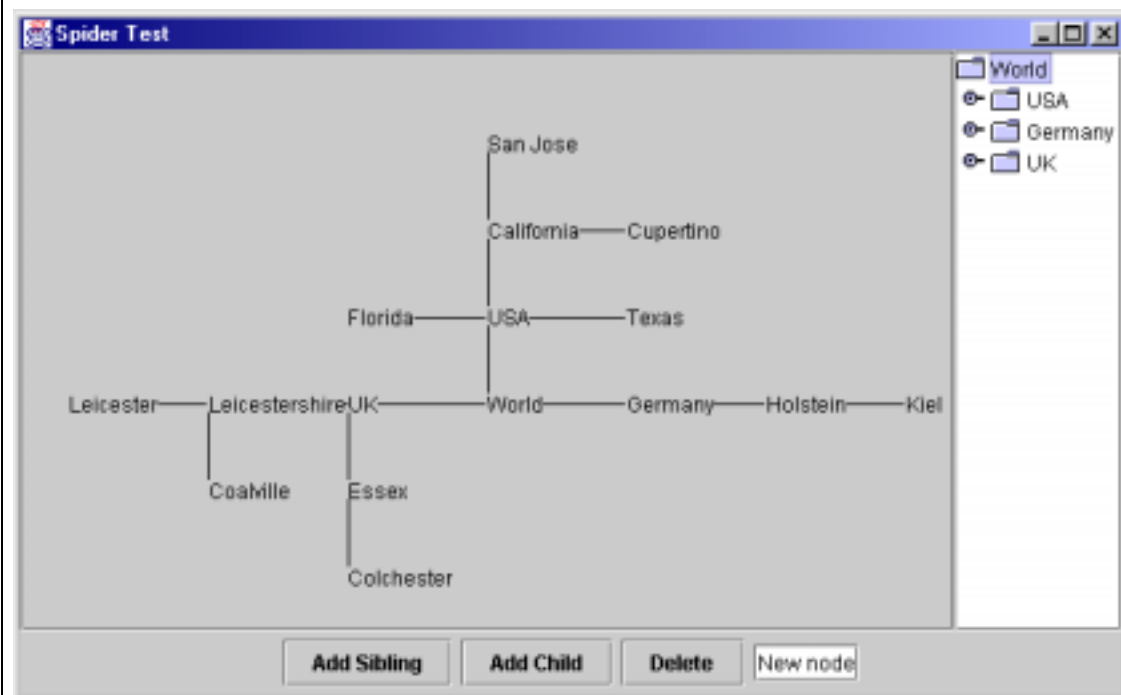 Spider Test
World
USA
Germany
UK
San Jose
California Cupertino
Florida USA Texas
Leicester Leicestershire UK World Germany Holstein Kiel
Coalville Essex
Colchester
Add Sibling Add Child Delete New node